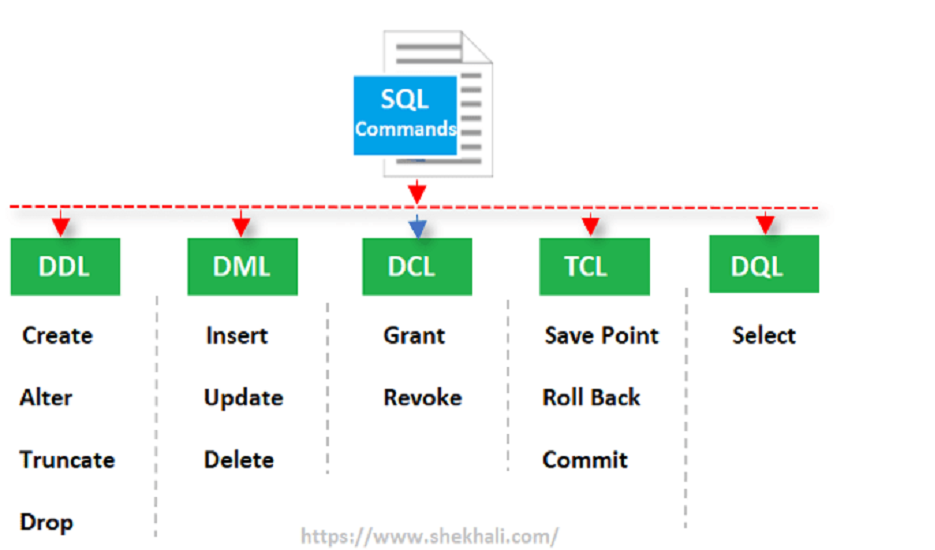 SQL
Commands
DDL
DML
DCL
TCL
DQL
Create
Insert
Grant
Save Point
Select
Alter
Update
Revoke
Roll Back
Truncate
Delete
Commit
Drop
https://www.shekhali.com/